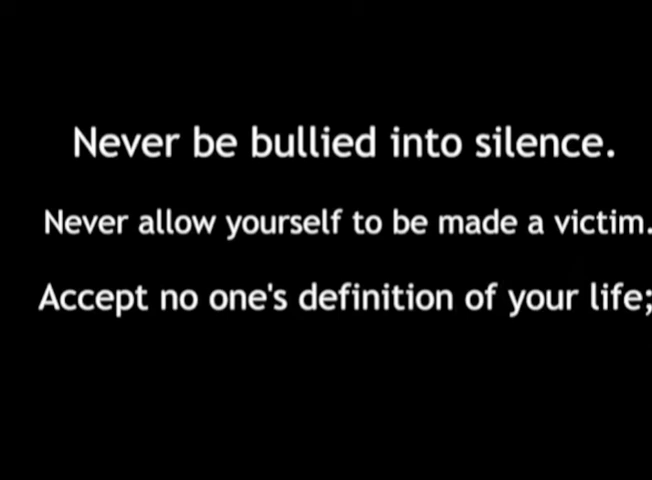 Never be bullied into silence.
Never allow yourself to be made a victim.
Accept no one's definition of your life;